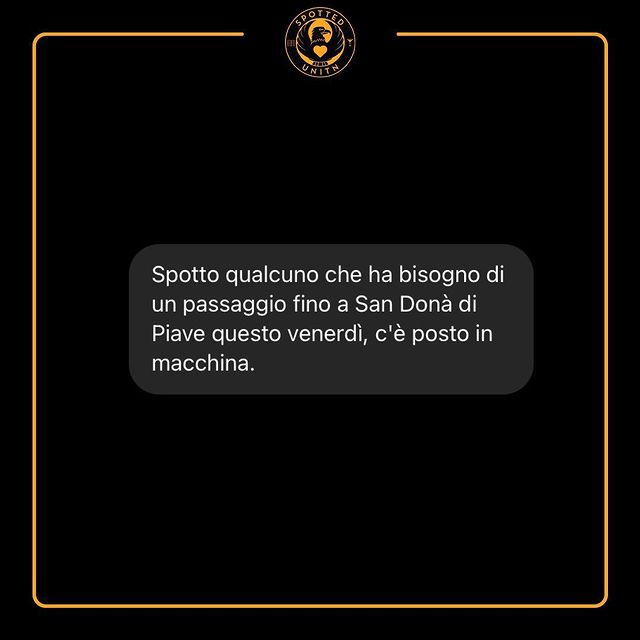 SPOTTED
UNITN
Spotto qualcuno che ha bisogno di
un passaggio fino a San Donà di
Piave questo venerdì, c'è posto in
macchina.